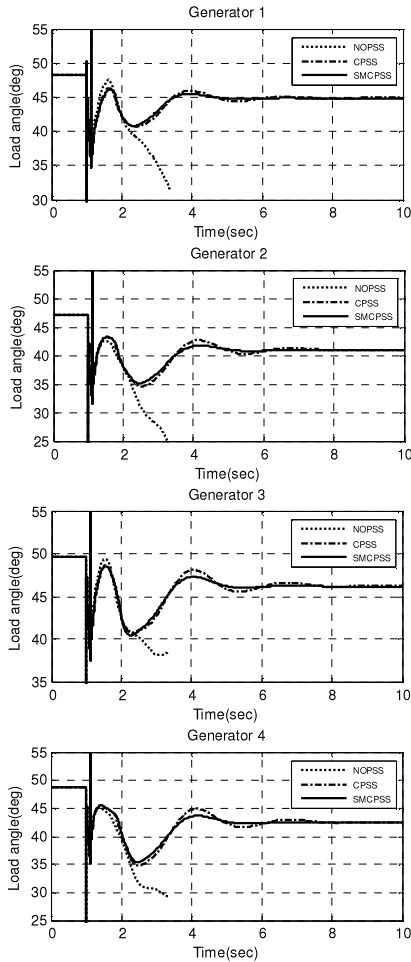 Generator 1
55
50
45
40
35
30
Load angle(deg)
NOPSS
CPSS
SMCPSS
0 2 4 6 8 10
Time(sec)
Generator 2
55
50
45
40
35
30
25
Load angle(deg)
NOPSS
CPSS
SMCPSS
0 2 4 6 8 10
Time(sec)
Generator 3
55
50
45
40
35
Load angle(deg)
NOPSS
CPSS
SMCPSS
0 2 4 6 8 10
Time(sec)
Generator 4
55
50
45
40
35
30
25
Load angle(deg)
NOPSS
CPSS
SMCPSS
0 2 4 6 8 10
Time(sec)